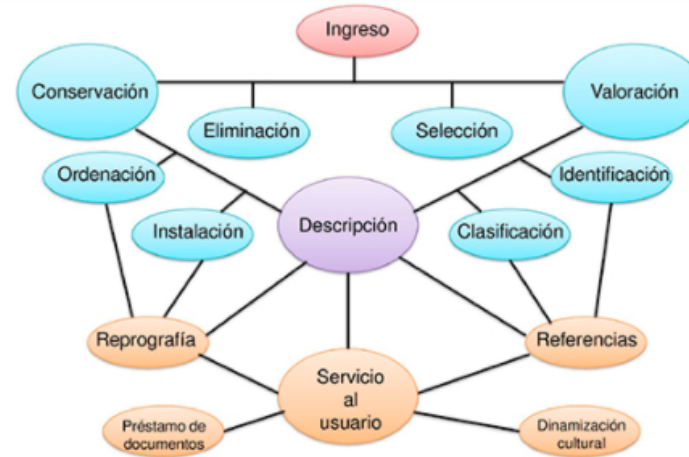 Ingreso
Conservación
Valoración
Eliminación
Selección
Ordenación
Identificación
Instalación
Descripción
Clasificación
Reprografía
Referencias
Servicio
al
usuario
Préstamo de
documentos
Dinamización
cultural